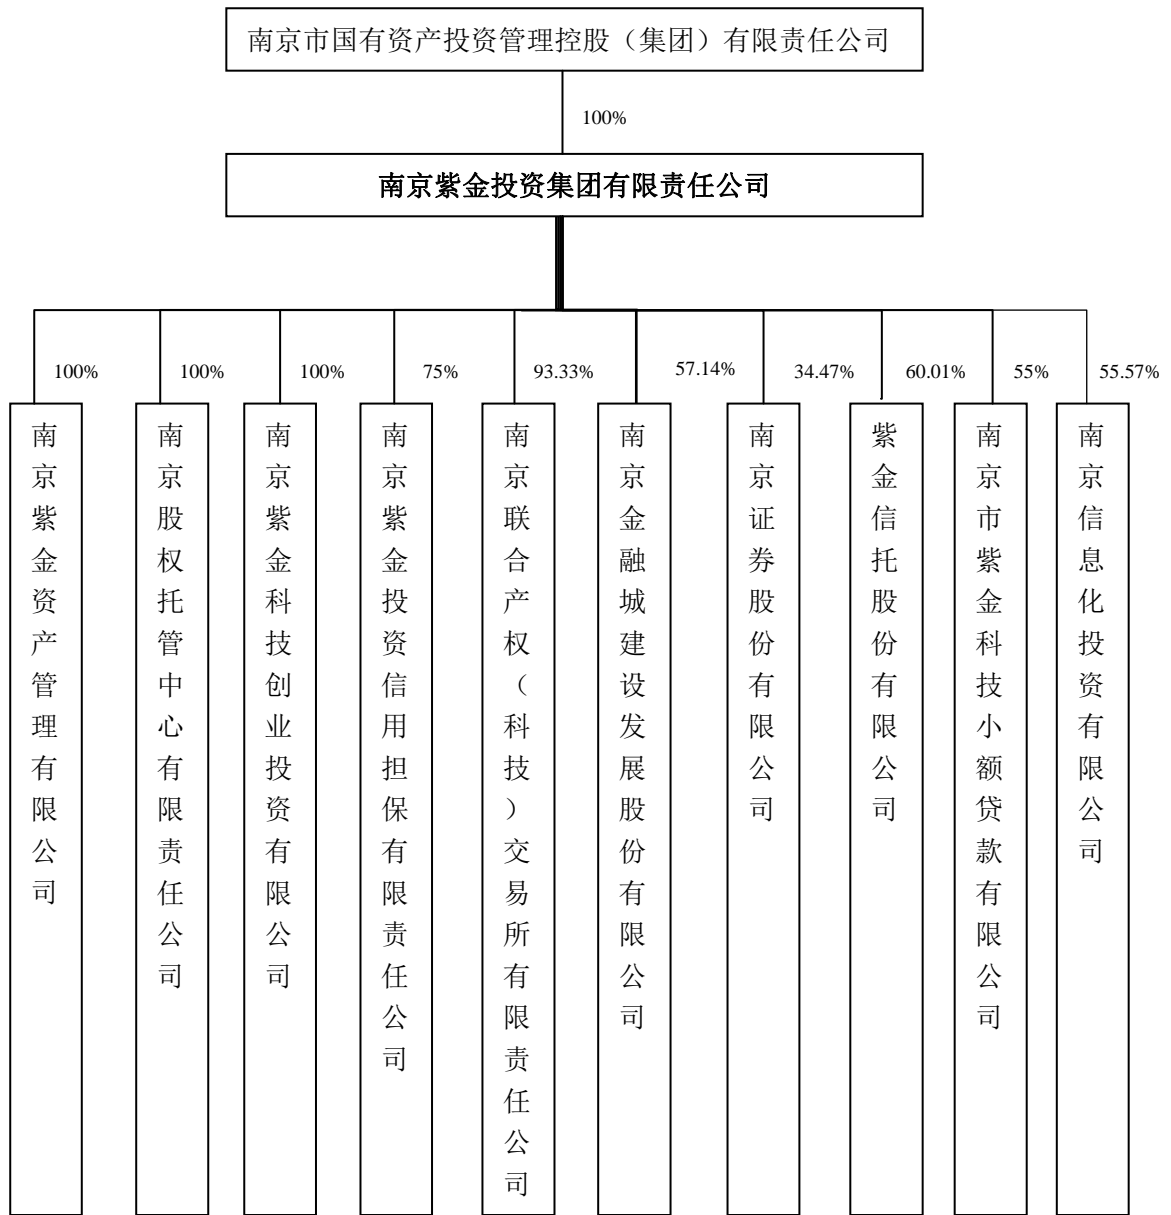 南京市国有资产投资管理控股（集团）有限责任公司
100%
南京紫金投资集团有限责任公司
100%
100%
100%
75%
93.33%
57.14%
34.47%
60.01%
55%
55.57%
南京紫金资产管理有限公司
南京股权托管中心有限责任公司
南京紫金科技创业投资有限公司
南京紫金投资信用担保有限责任公司
南京联合产权（科技）交易所有限责任公司
南京金融城建设发展股份有限公司
南京证券股份有限公司
紫金信托股份有限公司
南京市紫金科技小额贷款有限公司
南京信息化投资有限公司